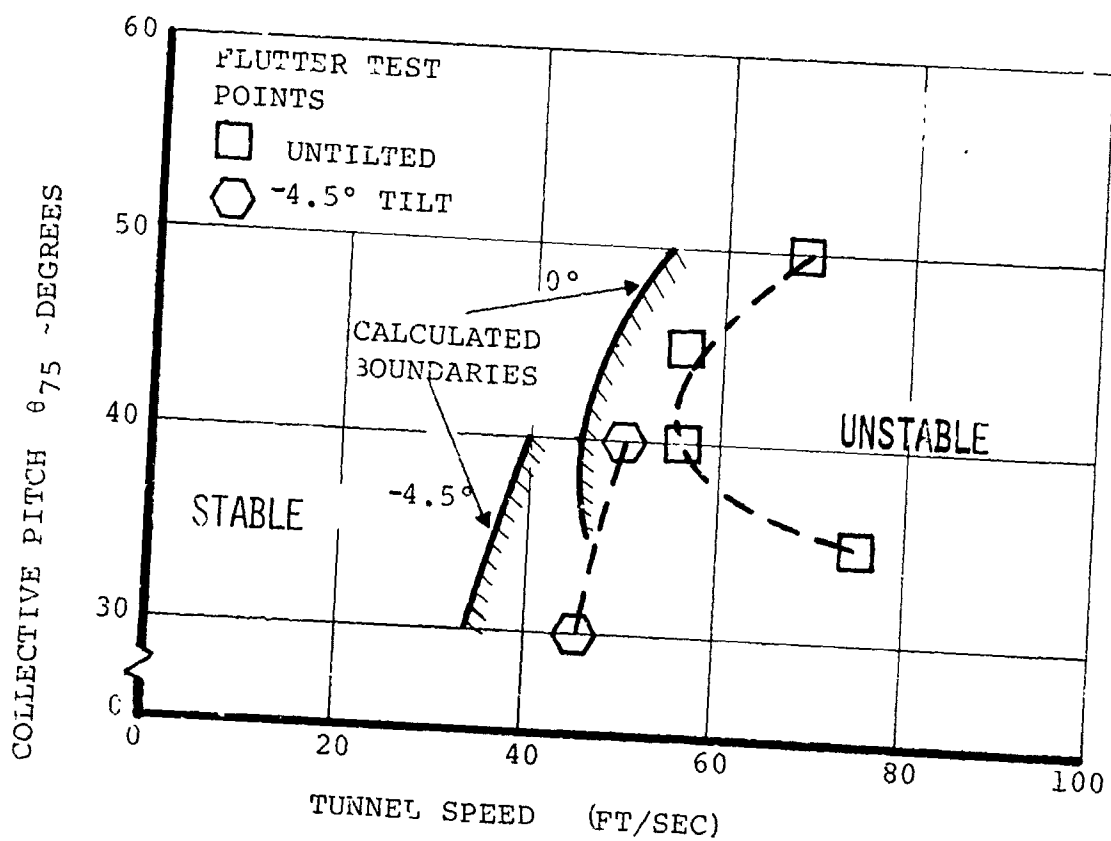 60
FLUTTER TEST
POINTS
UNTILTED
-4.5° TILT
50
0°
CALCULATED
BOUNDARIES
40
UNSTABLE
-4.5°
STABLE
30
0
0
20
40
60
80
100
TUNNEL SPEED (FT/SEC)
COLLECTIVE PITCH θ75 ~DEGREES